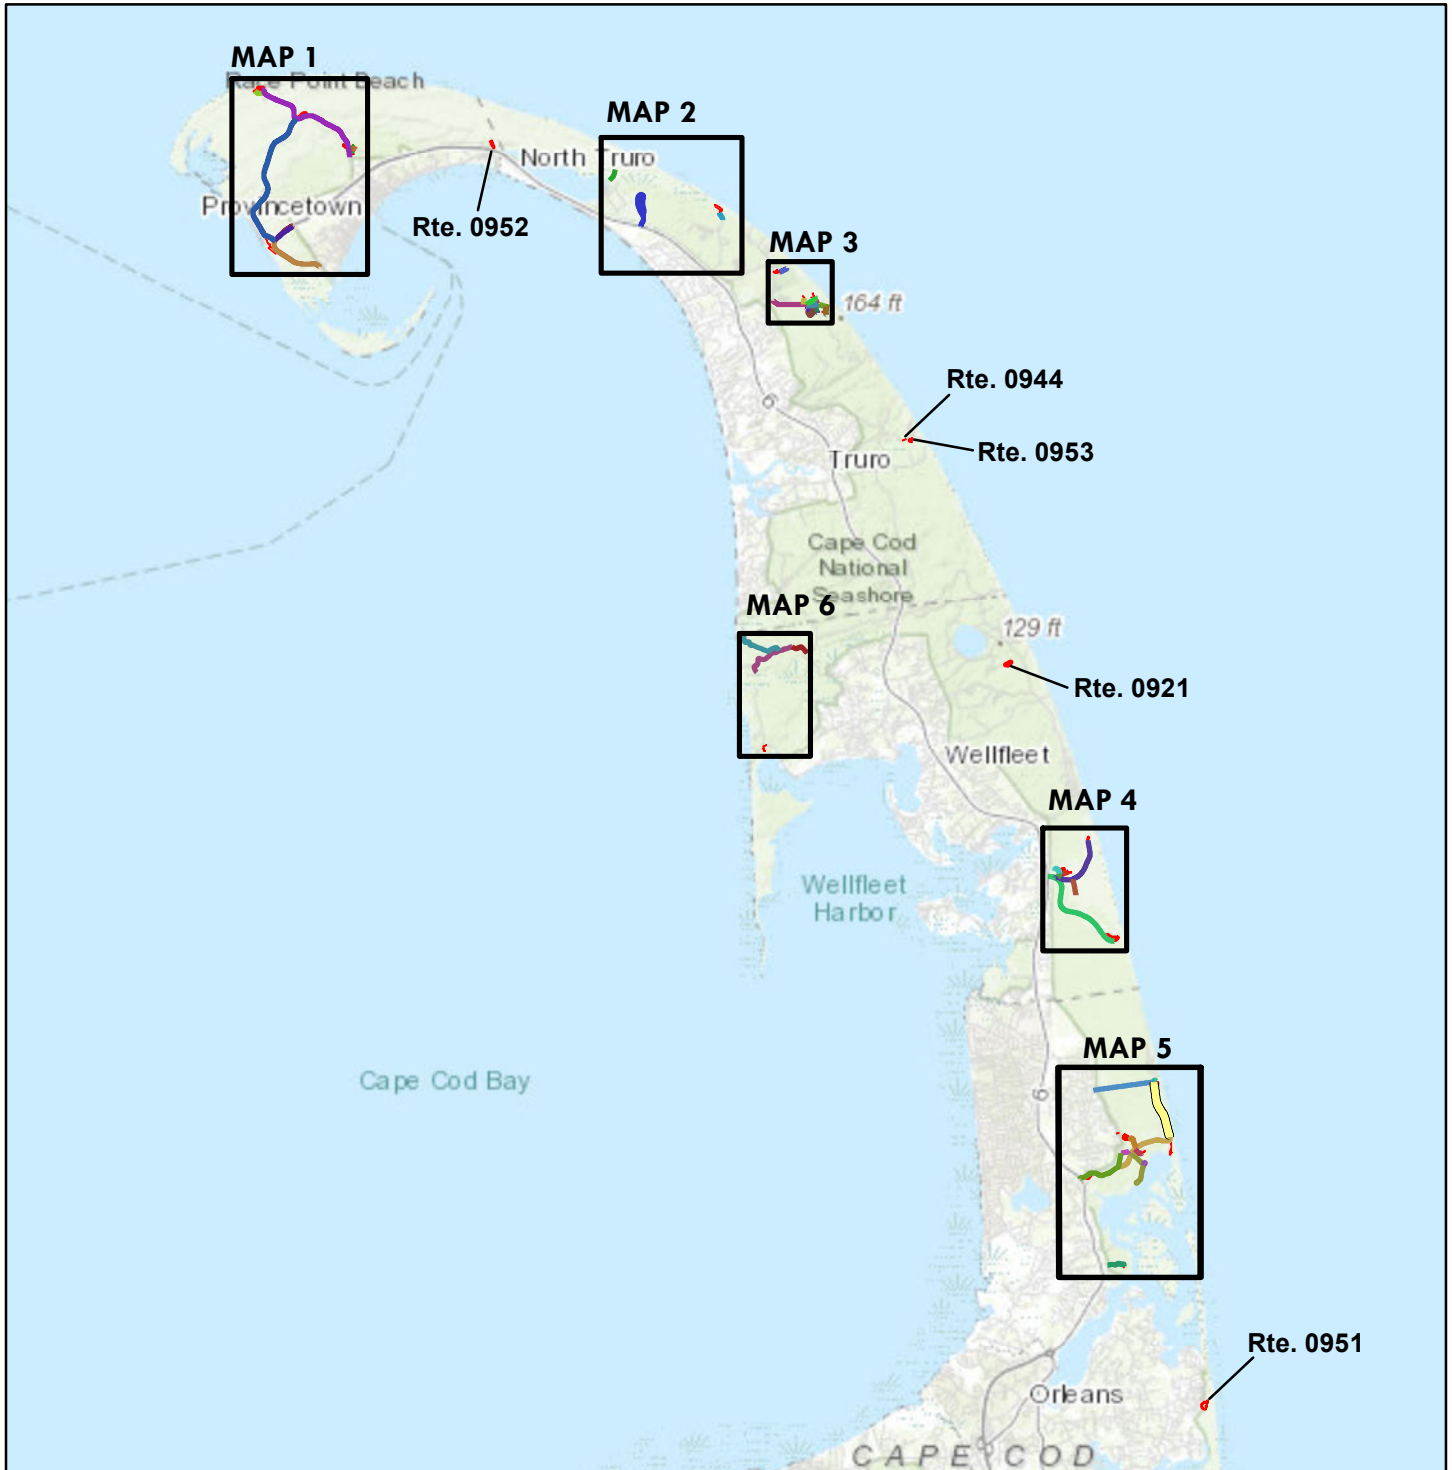 MAP 1
Race Point Beach
MAP 2
North Truro
Provincetown
Rte. 0952
MAP 3
164 ft
Rte. 0944
6
Rte. 0953
Truro
Cape Cod
National
Seashore
MAP 6
129 ft
Rte. 0921
Wellfleet
MAP 4
Wellfleet
Harbor
MAP 5
Cape Cod Bay
6
Rte. 0951
Orleans
CAPE COD